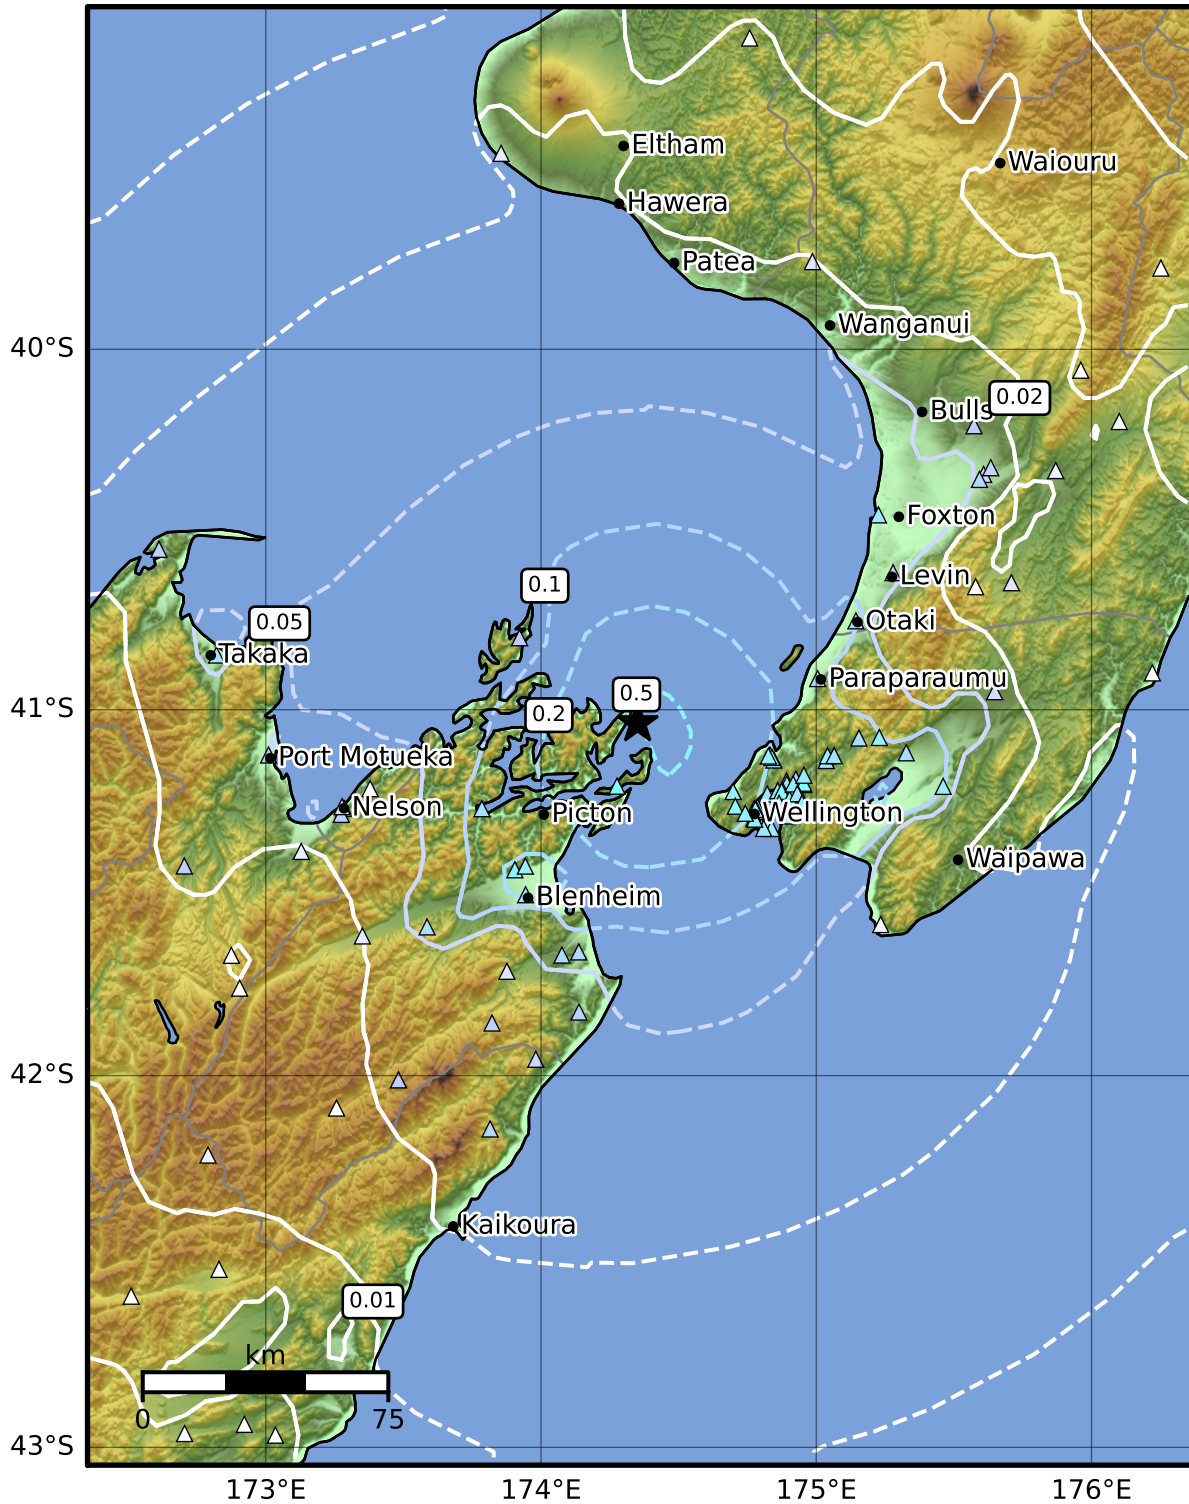 Eltham
Waiouru
Hawera
Patea
Wanganui
40°S
0.02
Bulls
Foxton
Levin
0.1
0.05
Otaki
Takaka
Paraparaumu
0.5
41°S
0.2
Port Motueka
Nelson
Picton
Wellington
Waipawa
Blenheim
42°S
Kaikoura
0.01
km
0
75
43°S
173°E
174°E
175°E
176°E